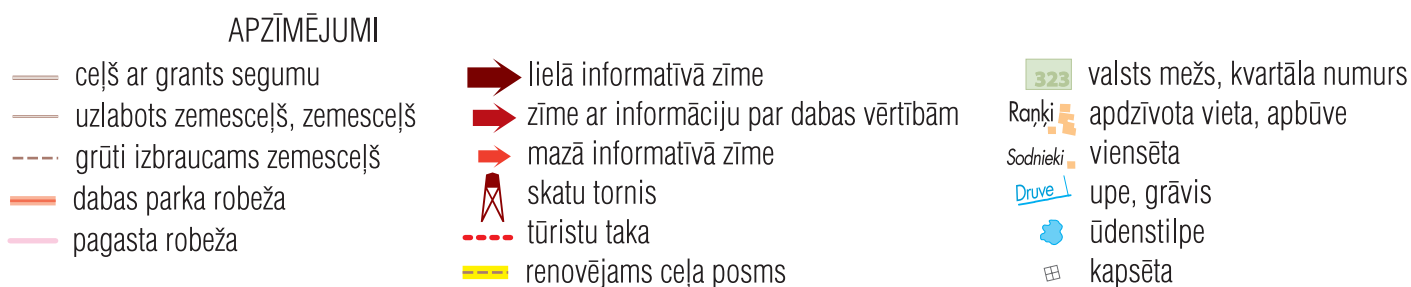 APZĪMĒJUMI
ceļš ar grants segumu
uzlabots zemesceļš, zemesceļš
grūti izbraucams zemesceļš
dabas parka robeža
pagasta robeža
lielā informatīvā zīme
zīme ar informāciju par dabas vērtībām
mazā informatīvā zīme
skatu tornis
tūristu taka
renovējams ceļa posms
323 valsts mežs, kvartāla numurs
Raņķi apdzīvota vieta, apbūve
Sodnieki viensēta
Druve upe, grāvis
ūdenstilpe
kapsēta